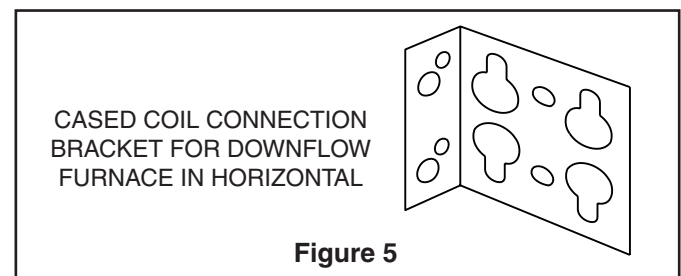 CASED COIL CONNECTION
BRACKET FOR DOWNFLOW
FURNACE IN HORIZONTAL
Figure 5